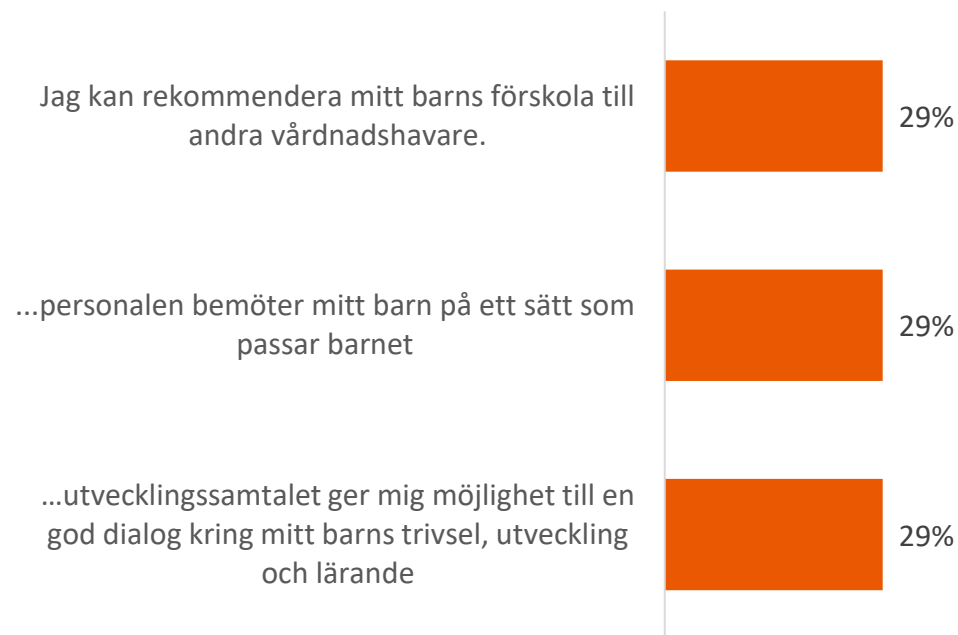 Jag kan rekommendera mitt barns förskola till
andra vårdnadshavare.
29%
...personalen bemöter mitt barn på ett sätt som
passar barnet
29%
...utvecklingssamtalet ger mig möjlighet till en
god dialog kring mitt barns trivsel, utveckling
och lärande
29%